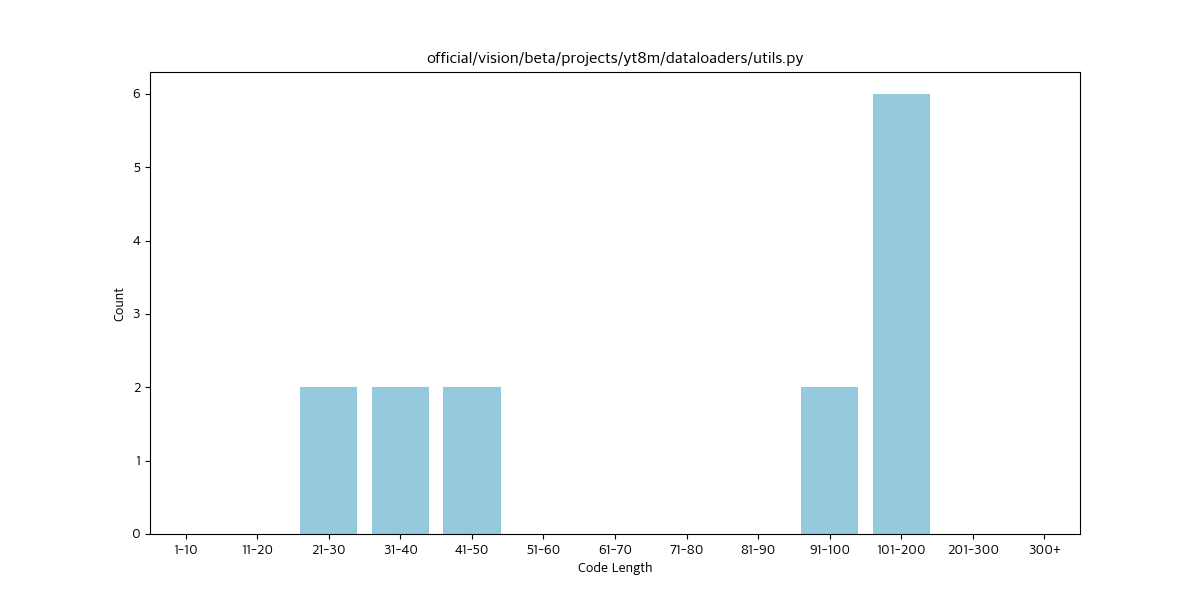 official/vision/beta/projects/yt8m/dataloaders/utils.py
6
5
4
3
2
1
0
Count
1-10 11-20 21-30 31-40 41-50 51-60 61-70 71-80 81-90 91-100 101-200 201-300 300+
Code Length